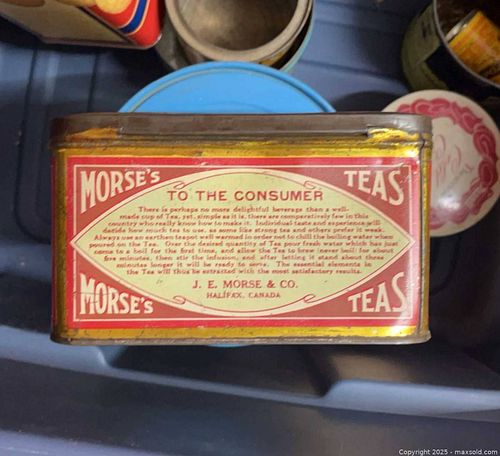 MORSE'S TEAS
TO THE CONSUMER
There is perhaps no more delightful beverage than a well-
made cup of Tea, yet, simple as it is, there are comparatively few in this
country who really know how to make it. Individual taste and experience will
decide how much tea to use, as some like strong tea and others prefer it weak.
Always use an earthen teapot well warmed in order not to chill the boiling water when
poured on the Tea. Over the desired quantity of Tea pour fresh water which has just
come to a boil for the first time, and allow the Tea to brew (never boil) for about
five minutes, then stir the infusion, and after letting it stand about three
minutes longer it will be ready to serve. The essential elements in
the Tea will thus be extracted with the most satisfactory results.
J. E. MORSE & CO.
HALIFAX, CANADA
MORSE'S TEAS
Copyright 2025 - maxsold.com